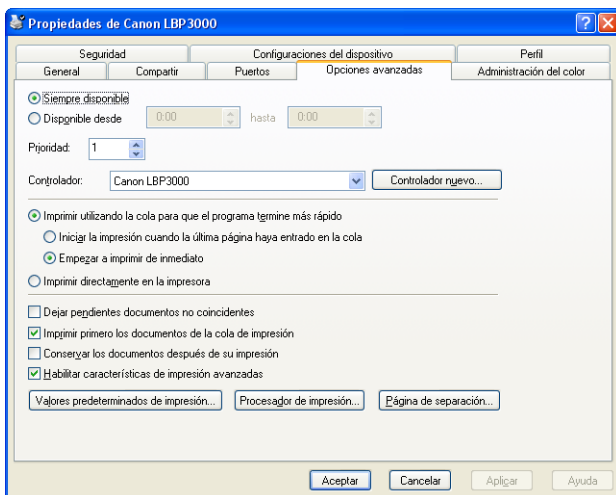 Propiedades de Canon LBP3000
Seguridad Configuraciones del dispositivo Perfil
General Compartir Puertos Opciones avanzadas Administración del color
Siempre disponible
Disponible desde 0:00 hasta 0:00
Prioridad: 1
Controlador: Canon LBP3000 Controlador nuevo...
Imprimir utilizando la cola para que el programa termine más rápido
Iniciar la impresión cuando la última página haya entrado en la cola
Empezar a imprimir de inmediato
Imprimir directamente en la impresora
Dejar pendientes documentos no coincidentes
Imprimir primero los documentos de la cola de impresión
Conservar los documentos después de su impresión
Habilitar características de impresión avanzadas
Valores predeterminados de impresión... Procesador de impresión... Página de separación...
Aceptar Cancelar Aplicar Ayuda